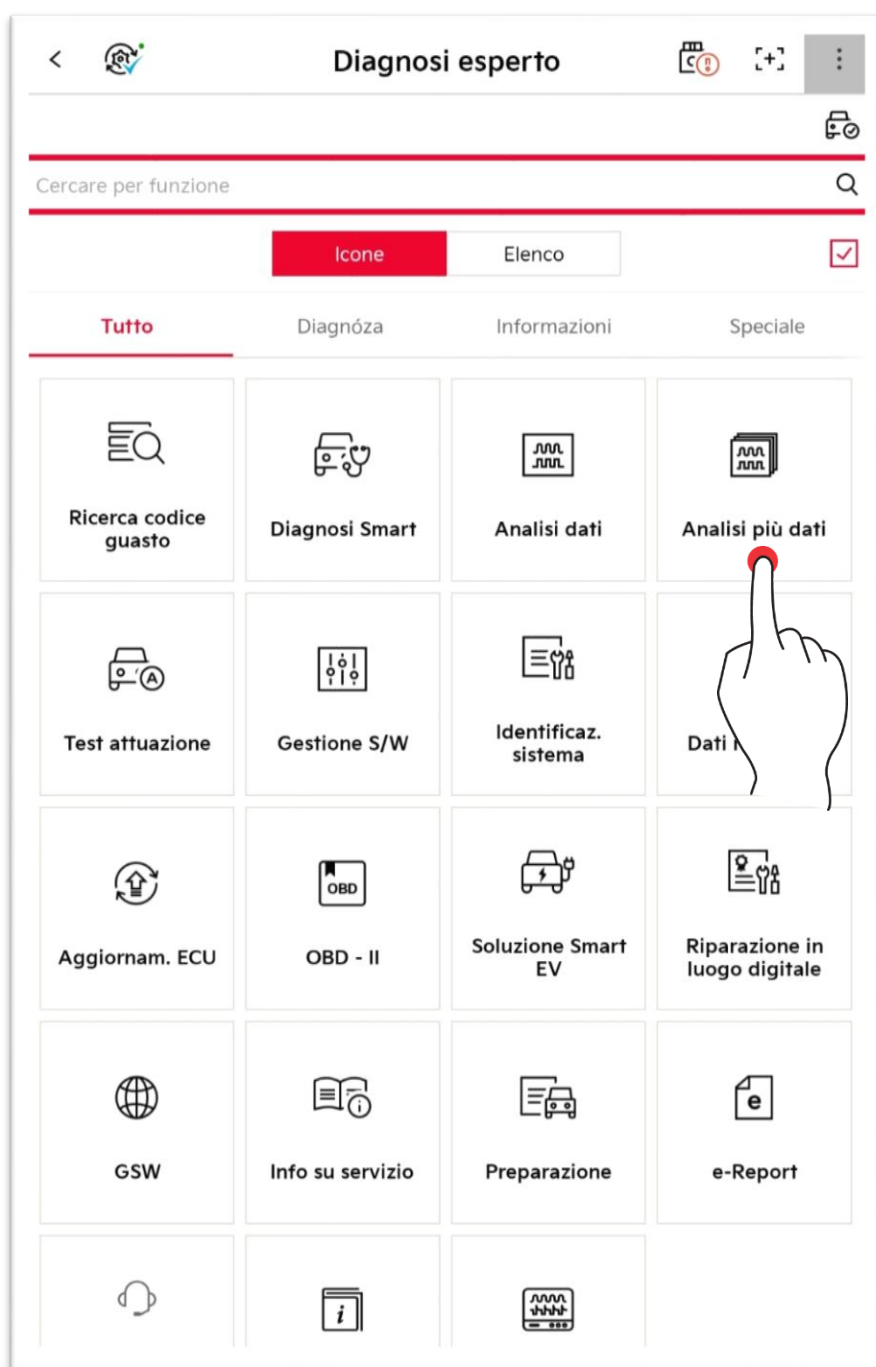 Diagnosi esperto
Cercare per funzione
Icone
Elenco
Tutto
Diagnóza
Informazioni
Speciale
Ricerca codice
guasto
Diagnosi Smart
Analisi dati
Analisi più dati
Test attuazione
Gestione S/W
Identificaz.
sistema
Dati
Aggiornam. ECU
OBD
OBD - II
Soluzione Smart
EV
Riparazione in
luogo digitale
GSW
Info su servizio
Preparazione
e
e-Report
i